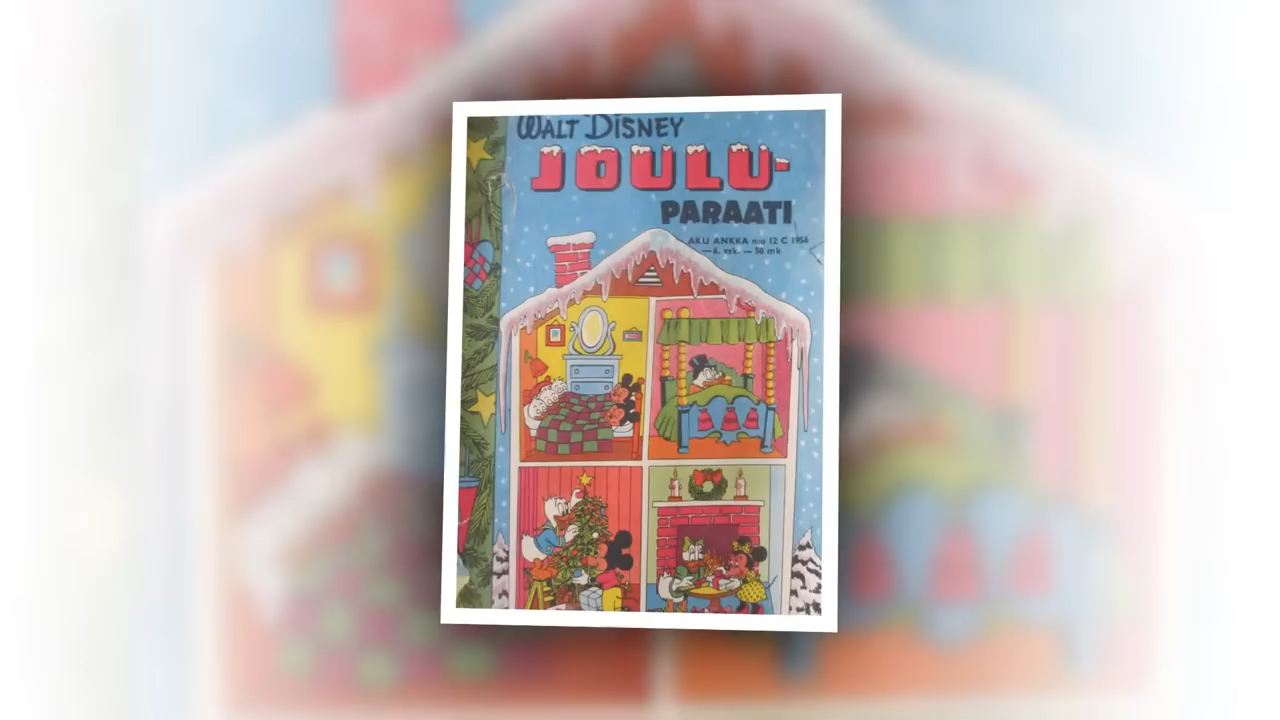 WALT DISNEY
JOULU-
PARAATI
AKU ANKKA n:o 12 C 1956
—6. vsk. — 50 mk